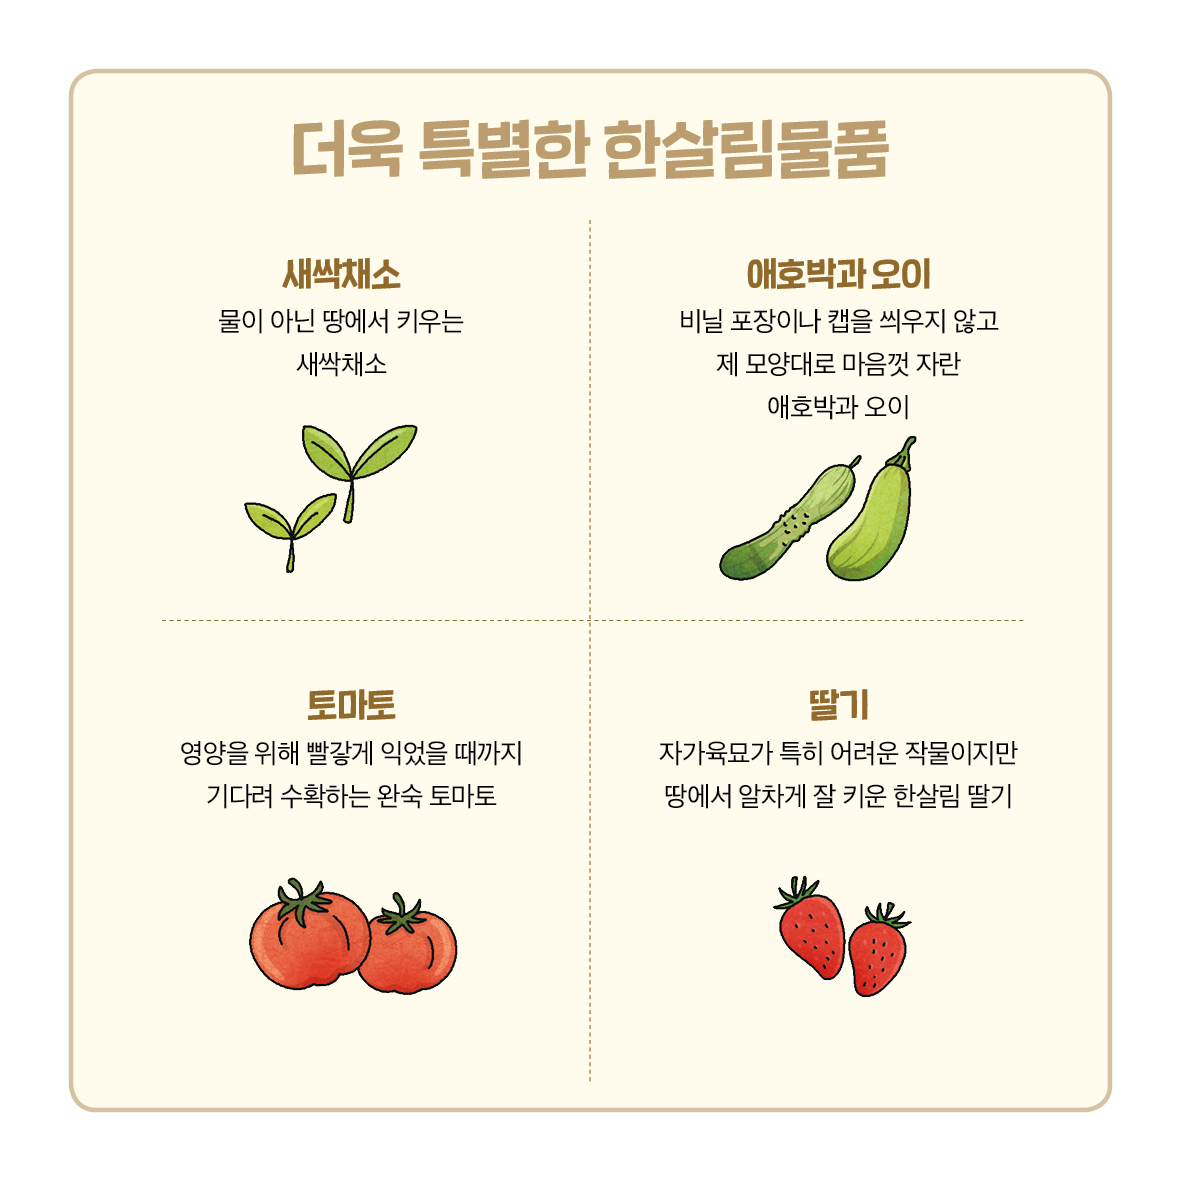 더욱 특별한 한살림물품
새싹채소
물이 아닌 땅에서 키우는
새싹채소
애호박과 오이
비닐 포장이나 캡을 씌우지 않고
제 모양대로 마음껏 자란
애호박과 오이
토마토
영양을 위해 빨갛게 익었을 때까지
기다려 수확하는 완숙 토마토
딸기
자가육묘가 특히 어려운 작물이지만
땅에서 알차게 잘 키운 한살림 딸기